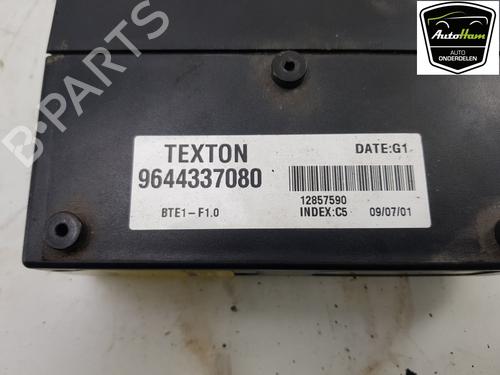 AutoHam
AUTO
ONDERDELEN
B-PARTS
TEXTON
DATE:G1
9644337080
12857590
BTE1-F1.0
INDEX:C5
09/07/01